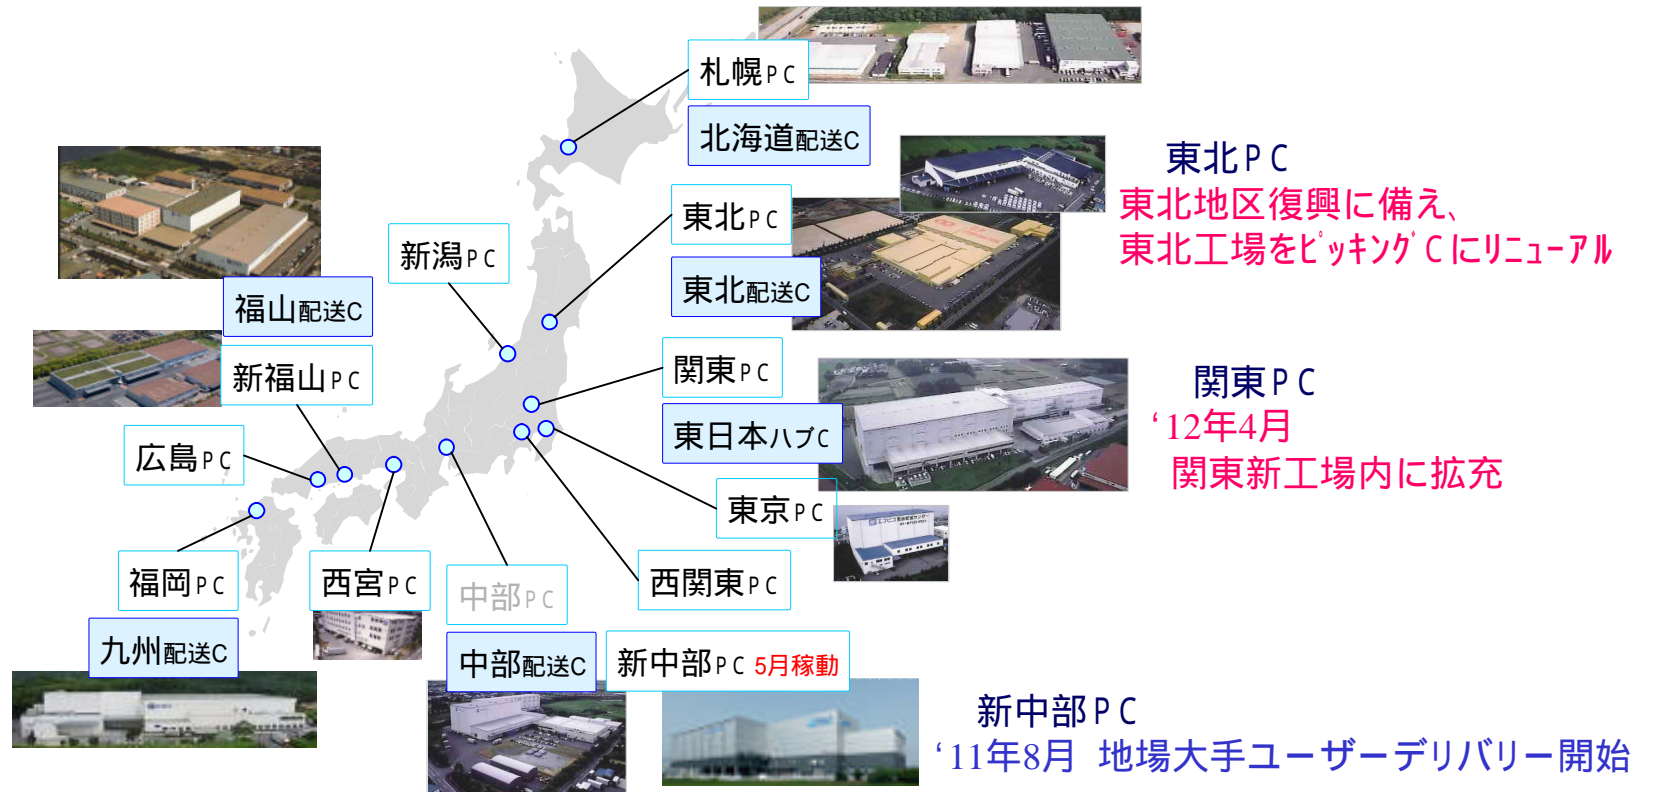 札幌PC
北海道配送C
東北PC
東北地区復興に備え、
東北工場をピッキングCにリニューアル
東北PC
新潟PC
東北配送C
福山配送C
新福山PC
関東PC
関東PC
‘12年4月
関東新工場内に拡充
東日本ハブC
広島PC
東京PC
福岡PC
西宮PC
中部PC
西関東PC
九州配送C
中部配送C
新中部PC 5月稼動
新中部PC
‘11年8月 地場大手ユーザーデリバリー開始